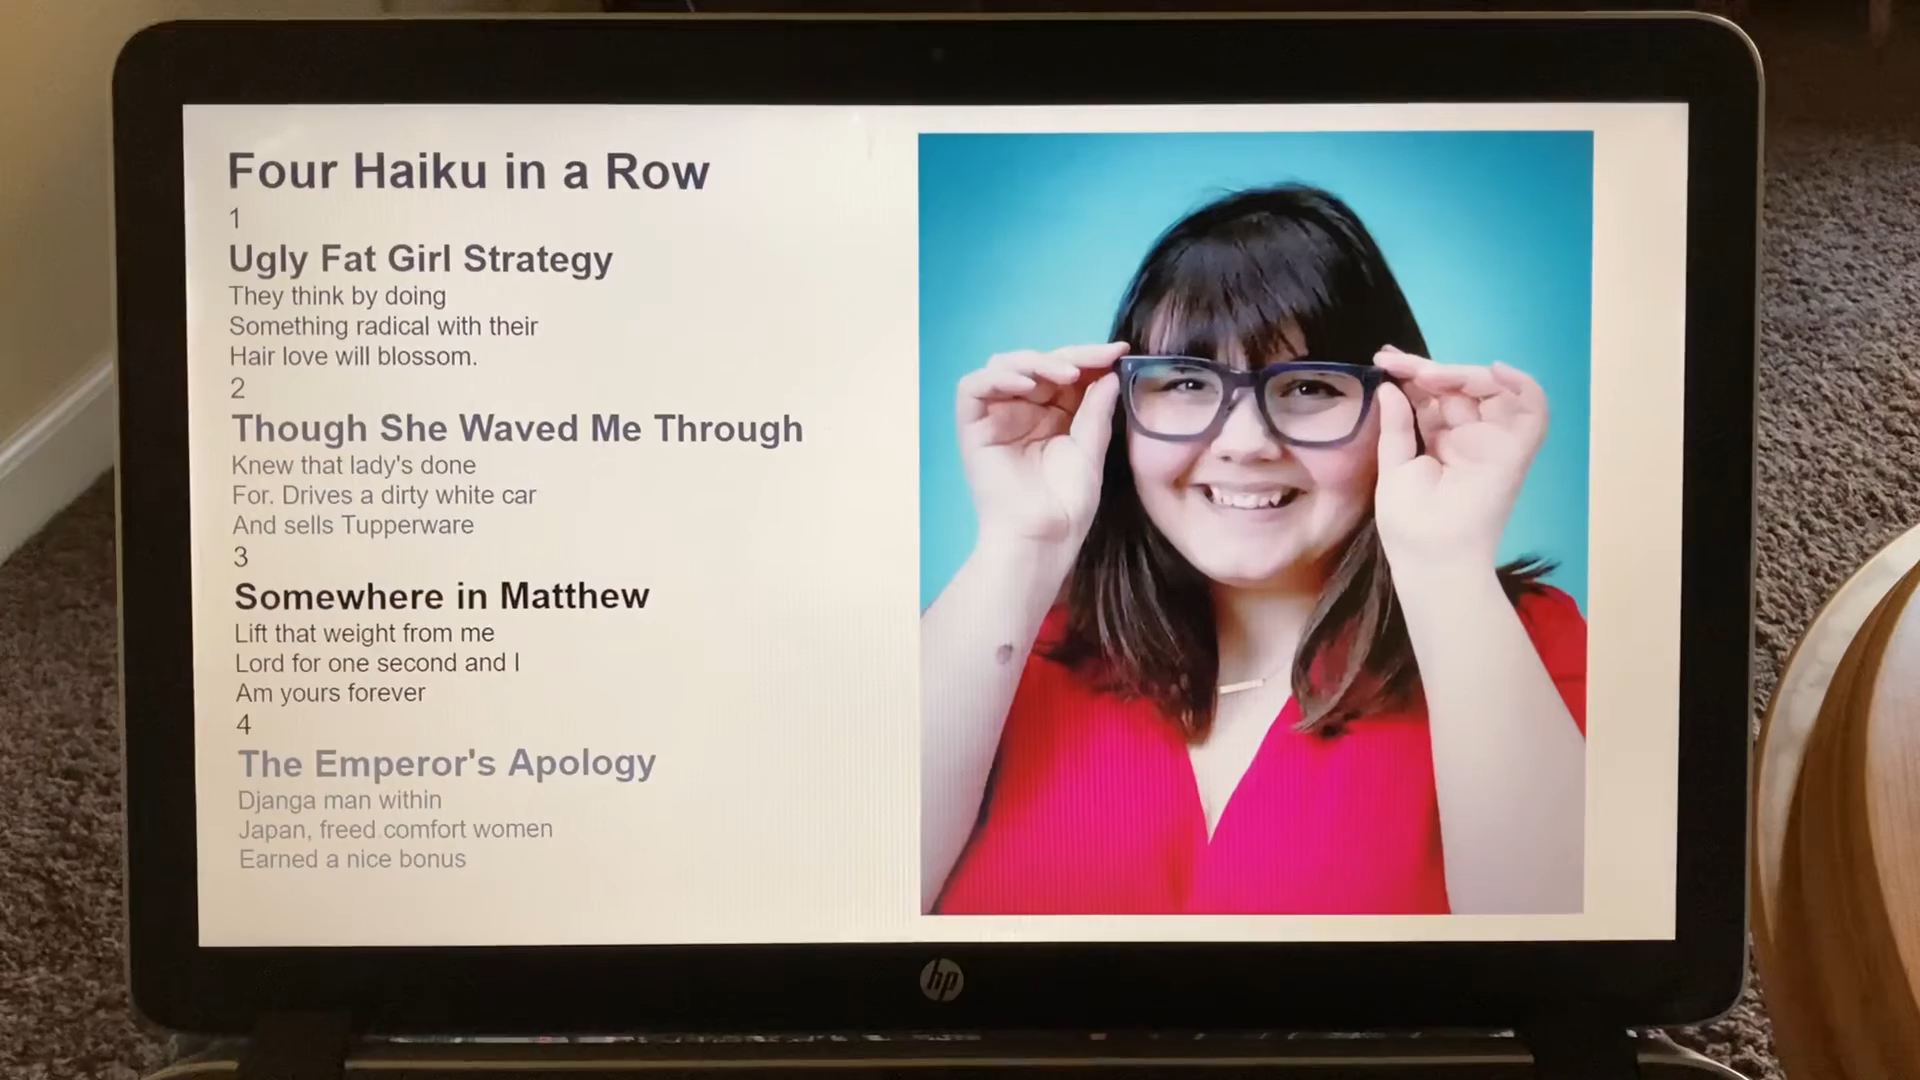 Four Haiku in a Row
1
Ugly Fat Girl Strategy
They think by doing
Something radical with their
Hair love will blossom.
2
Though She Waved Me Through
Knew that lady's done
For. Drives a dirty white car
And sells Tupperware
3
Somewhere in Matthew
Lift that weight from me
Lord for one second and I
Am yours forever
4
The Emperor's Apology
Djanga man within
Japan, freed comfort women
Earned a nice bonus
hp